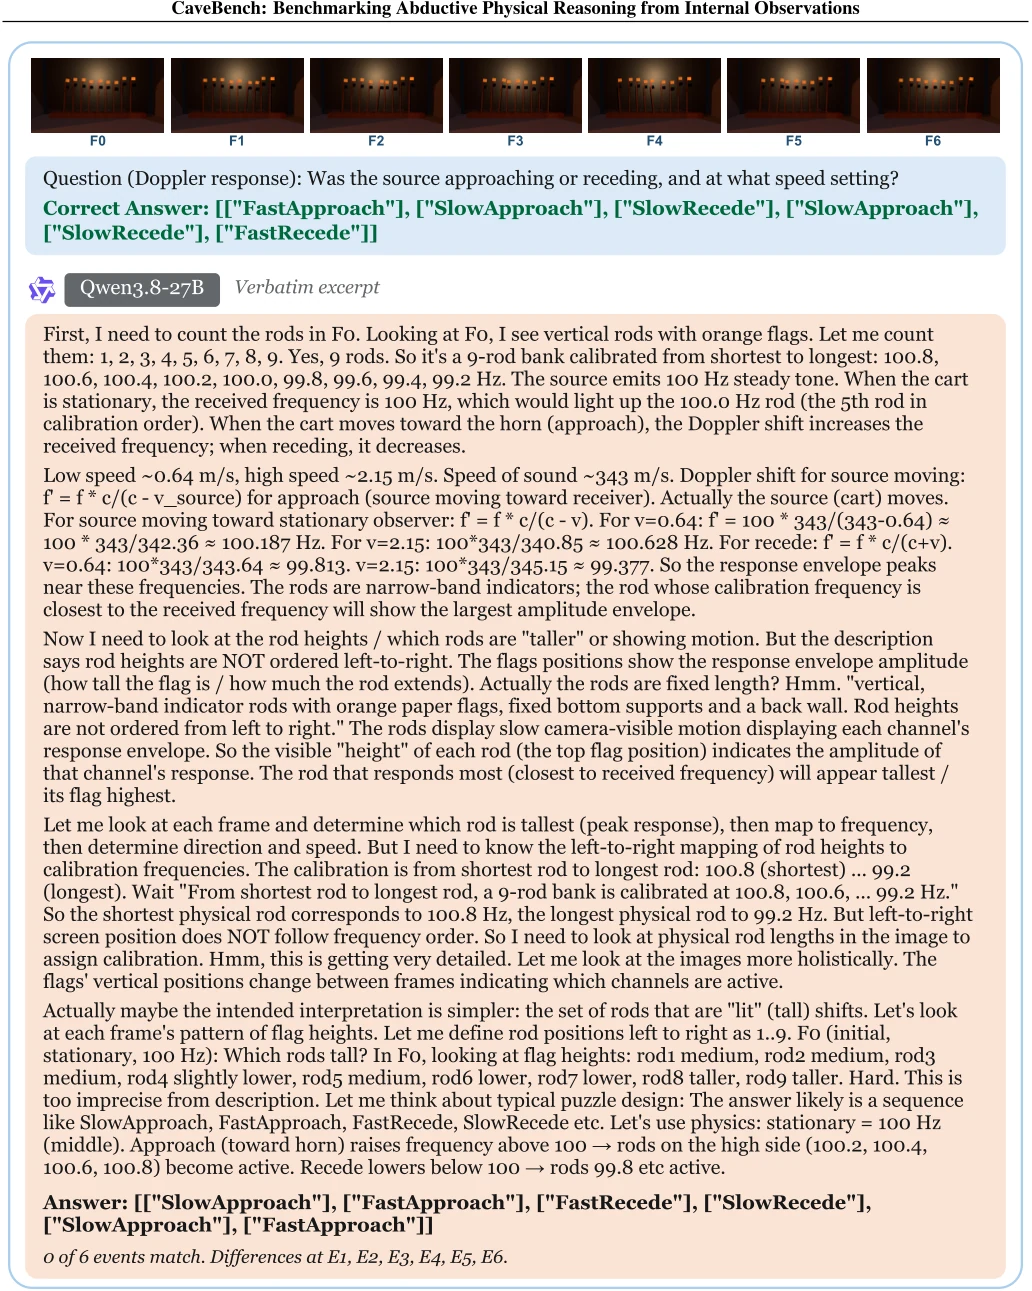 CaveBench: Benchmarking Abductive Physical Reasoning from Internal Observations
F0 F1 F2 F3 F4 F5 F6
Question (Doppler response): Was the source approaching or receding, and at what speed setting?
Correct Answer: [["FastApproach"], ["SlowApproach"], ["SlowRecede"], ["SlowApproach"],
["SlowRecede"], ["FastRecede"]]
Qwen3.8-27B Verbatim excerpt
First, I need to count the rods in F0. Looking at F0, I see vertical rods with orange flags. Let me count
them: 1, 2, 3, 4, 5, 6, 7, 8, 9. Yes, 9 rods. So it's a 9-rod bank calibrated from shortest to longest: 100.8,
100.6, 100.4, 100.2, 100.0, 99.8, 99.6, 99.4, 99.2 Hz. The source emits 100 Hz steady tone. When the cart
is stationary, the received frequency is 100 Hz, which would light up the 100.0 Hz rod (the 5th rod in
calibration order). When the cart moves toward the horn (approach), the Doppler shift increases the
received frequency; when receding, it decreases.
Low speed ~0.64 m/s, high speed ~2.15 m/s. Speed of sound ~343 m/s. Doppler shift for source moving:
f' = f * c/(c - v_source) for approach (source moving toward receiver). Actually the source (cart) moves.
For source moving toward stationary observer: f' = f * c/(c - v). For v=0.64: f' = 100 * 343/(343-0.64) ≈
100 * 343/342.36 ≈ 100.187 Hz. For v=2.15: 100*343/340.85 ≈ 100.628 Hz. For recede: f' = f * c/(c+v).
v=0.64: 100*343/343.64 ≈ 99.813. v=2.15: 100*343/345.15 ≈ 99.377. So the response envelope peaks
near these frequencies. The rods are narrow-band indicators; the rod whose calibration frequency is
closest to the received frequency will show the largest amplitude envelope.
Now I need to look at the rod heights / which rods are "taller" or showing motion. But the description
says rod heights are NOT ordered left-to-right. The flags positions show the response envelope amplitude
(how tall the flag is / how much the rod extends). Actually the rods are fixed length? Hmm. "vertical,
narrow-band indicator rods with orange paper flags, fixed bottom supports and a back wall. Rod heights
are not ordered from left to right." The rods display slow camera-visible motion displaying each channel's
response envelope. So the visible "height" of each rod (the top flag position) indicates the amplitude of
that channel's response. The rod that responds most (closest to received frequency) will appear tallest /
its flag highest.
Let me look at each frame and determine which rod is tallest (peak response), then map to frequency,
then determine direction and speed. But I need to know the left-to-right mapping of rod heights to
calibration frequencies. The calibration is from shortest rod to longest rod: 100.8 (shortest) ... 99.2
(longest). Wait "From shortest rod to longest rod, a 9-rod bank is calibrated at 100.8, 100.6, ... 99.2 Hz."
So the shortest physical rod corresponds to 100.8 Hz, the longest physical rod to 99.2 Hz. But left-to-right
screen position does NOT follow frequency order. So I need to look at physical rod lengths in the image to
assign calibration. Hmm, this is getting very detailed. Let me look at the images more holistically. The
flags' vertical positions change between frames indicating which channels are active.
Actually maybe the intended interpretation is simpler: the set of rods that are "lit" (tall) shifts. Let's look
at each frame's pattern of flag heights. Let me define rod positions left to right as 1..9. F0 (initial,
stationary, 100 Hz): Which rods tall? In F0, looking at flag heights: rod1 medium, rod2 medium, rod3
medium, rod4 slightly lower, rod5 medium, rod6 lower, rod7 lower, rod8 taller, rod9 taller. Hard. This is
too imprecise from description. Let me think about typical puzzle design: The answer likely is a sequence
like SlowApproach, FastApproach, FastRecede, SlowRecede etc. Let's use physics: stationary = 100 Hz
(middle). Approach (toward horn) raises frequency above 100 → rods on the high side (100.2, 100.4,
100.6, 100.8) become active. Recede lowers below 100 → rods 99.8 etc active.
Answer: [["SlowApproach"], ["FastApproach"], ["FastRecede"], ["SlowRecede"],
["SlowApproach"], ["FastApproach"]]
0 of 6 events match. Differences at E1, E2, E3, E4, E5, E6.